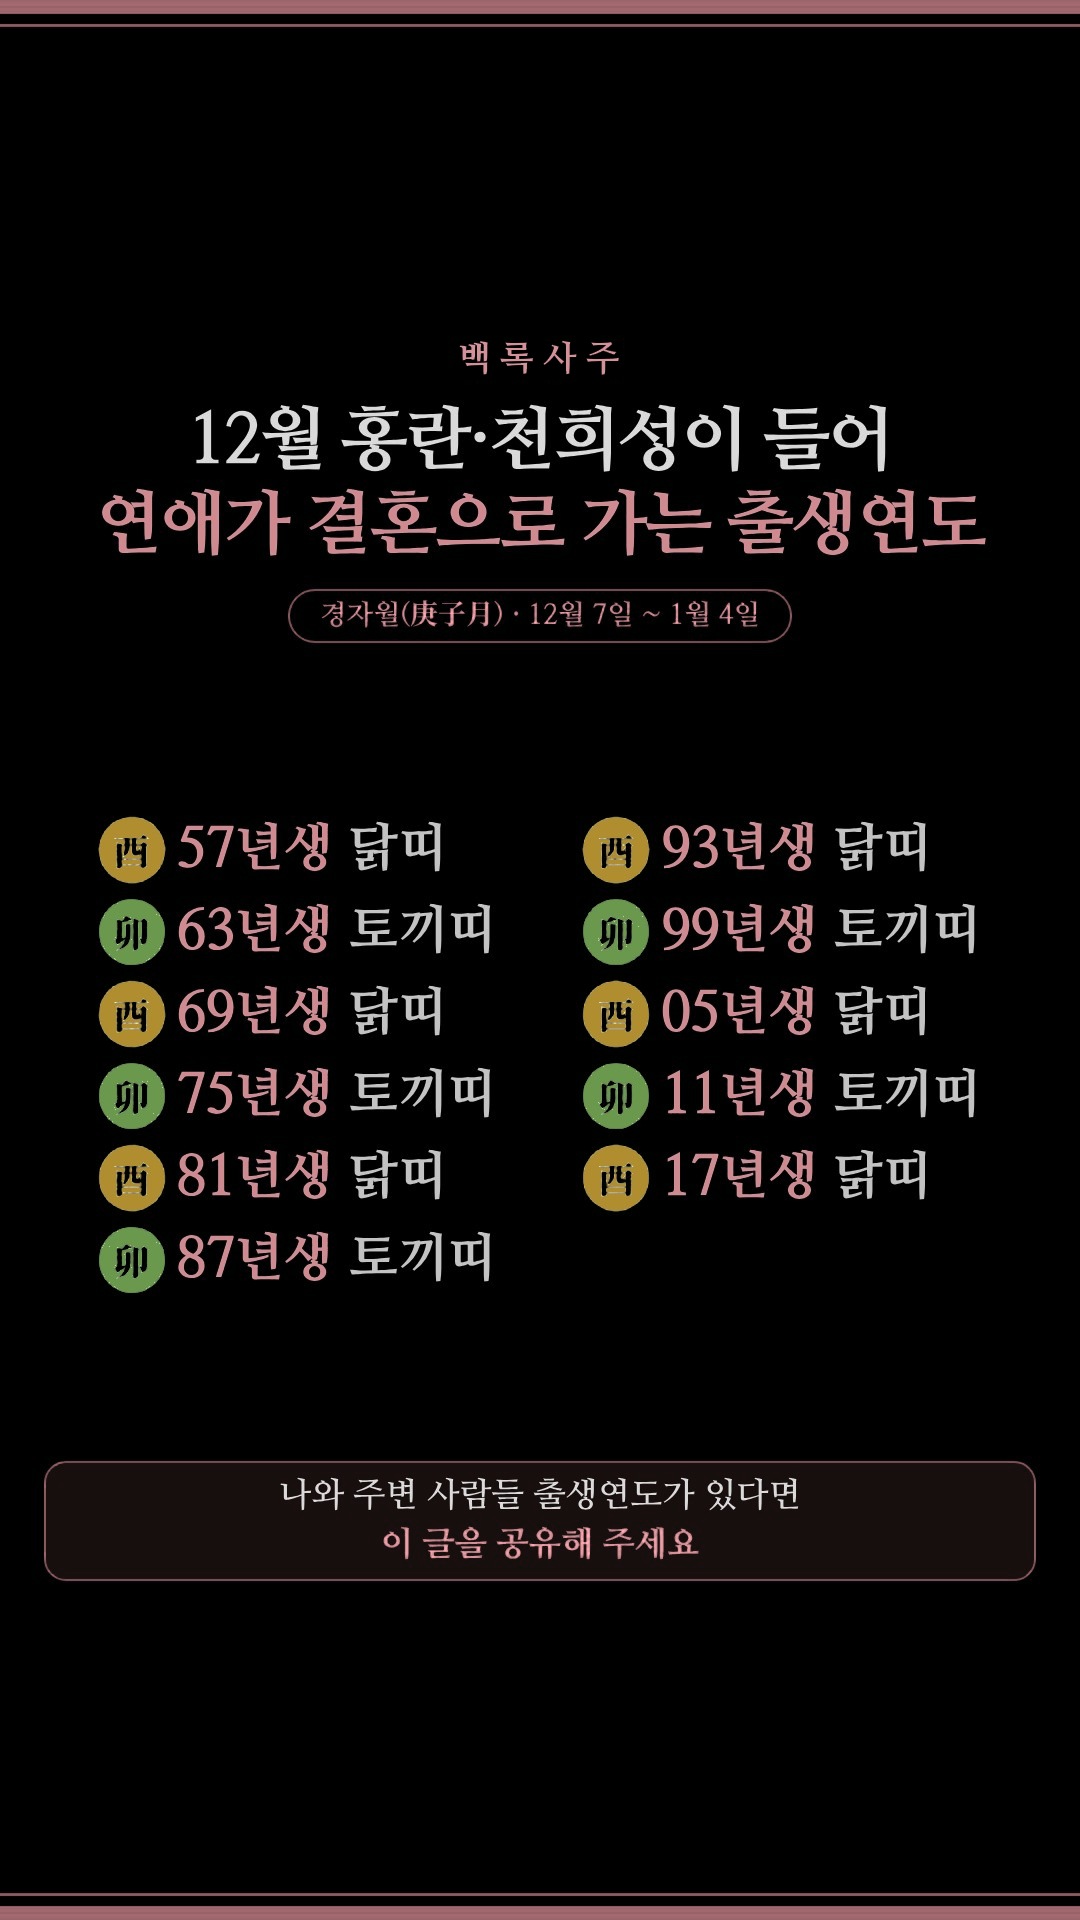 백록사주
12월 홍란·천희성이 들어
연애가 결혼으로 가는 출생연도
경자월(庚子月) · 12월 7일 ~ 1월 4일
酉 57년생 닭띠
卯 63년생 토끼띠
酉 69년생 닭띠
卯 75년생 토끼띠
酉 81년생 닭띠
卯 87년생 토끼띠
酉 93년생 닭띠
卯 99년생 토끼띠
酉 05년생 닭띠
卯 11년생 토끼띠
酉 17년생 닭띠
나와 주변 사람들 출생연도가 있다면
이 글을 공유해 주세요